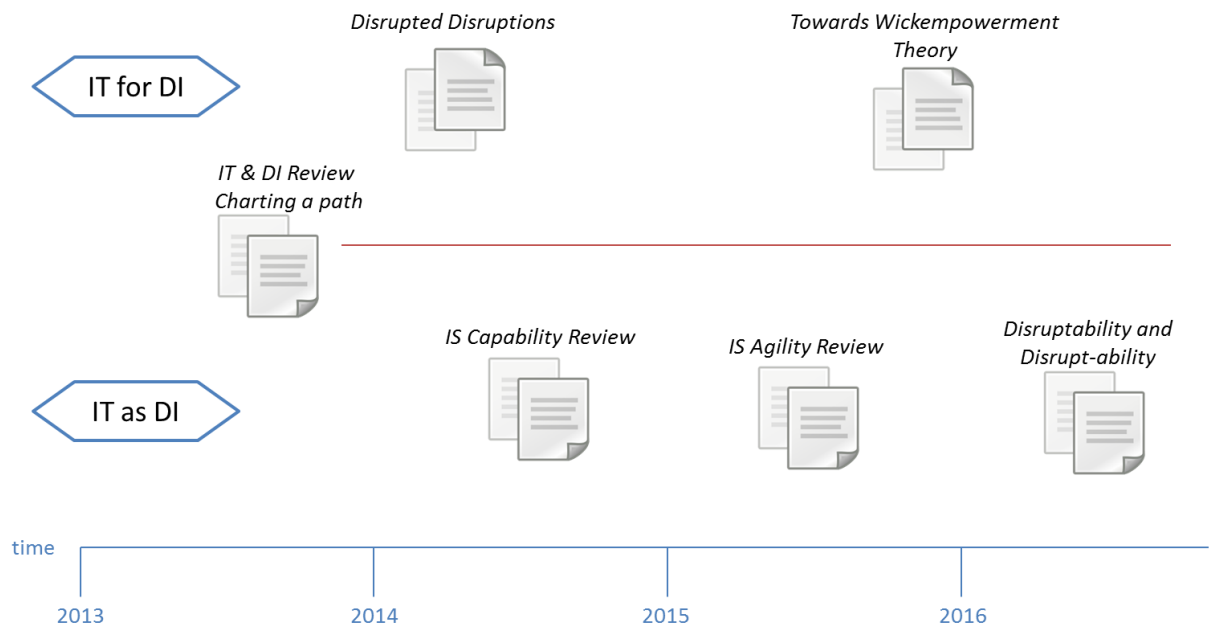 Disrupted Disruptions
Towards Wickempowerment
Theory
IT for DI
IT & DI Review
Charting a path
IS Capability Review
IS Agility Review
Disruptability and
Disrupt-ability
IT as DI
time
2013
2014
2015
2016